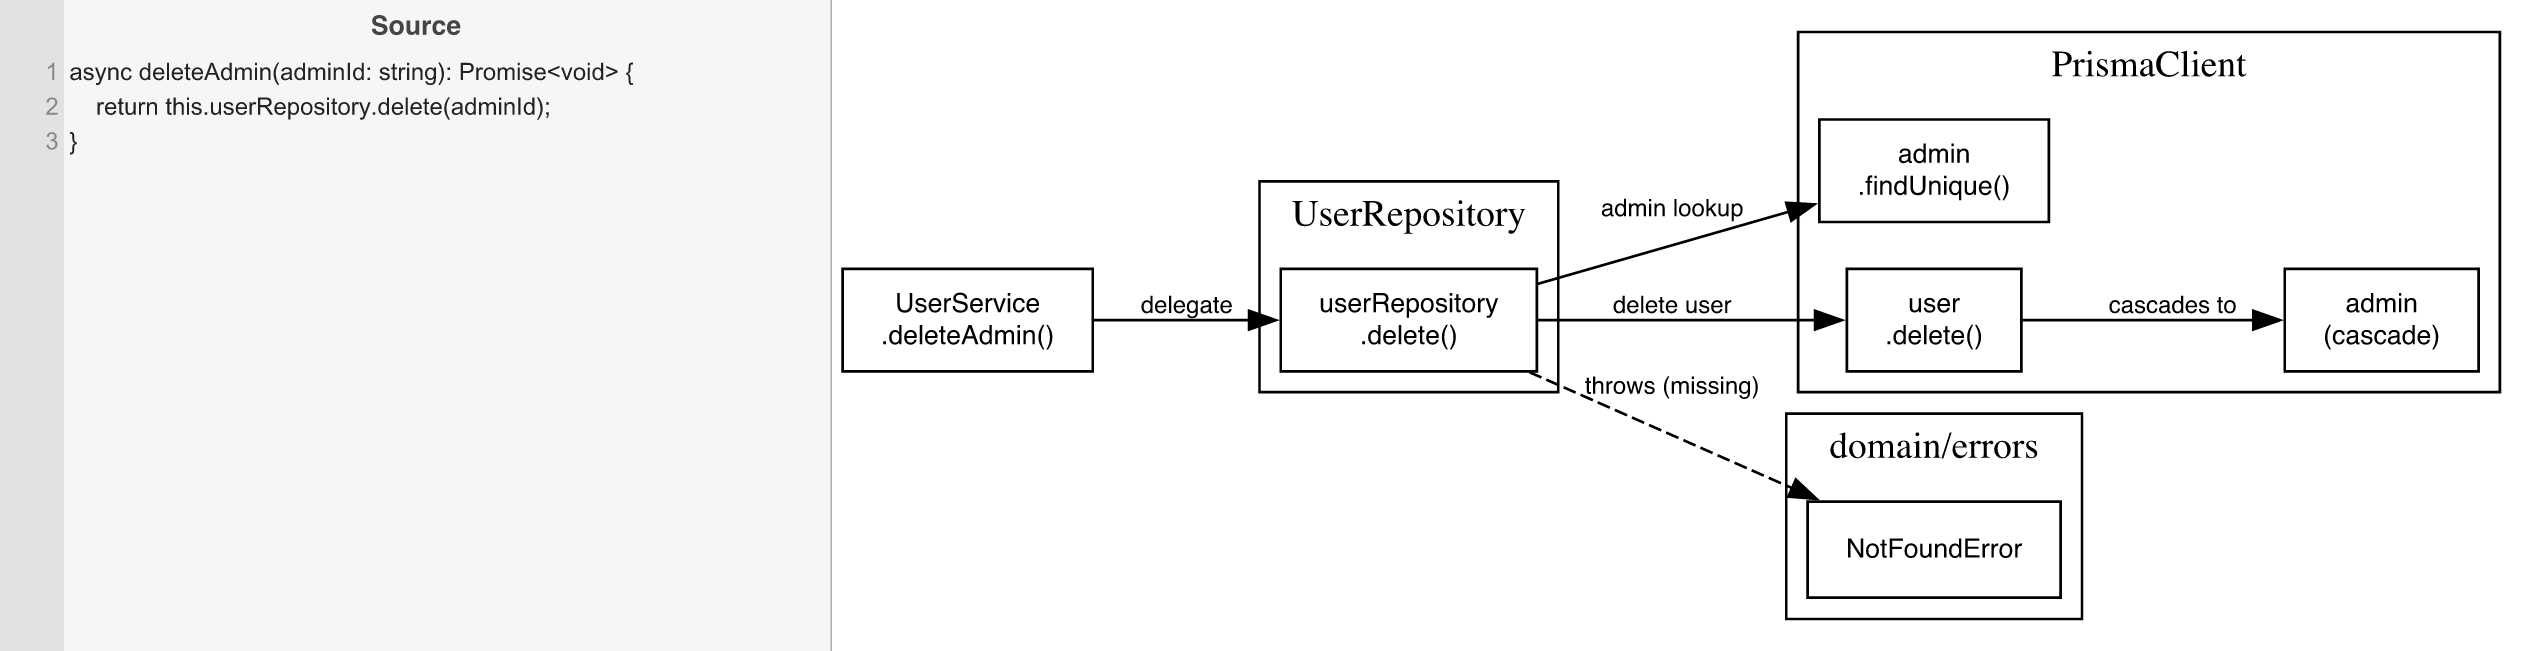 Source
1 async deleteAdmin(adminId: string): Promise<void> {
2 return this.userRepository.delete(adminId);
3 }
UserService
.deleteAdmin()
delegate
UserRepository
userRepository
.delete()
admin lookup
delete user
throws (missing)
PrismaClient
admin
.findUnique()
user
.delete()
cascades to
admin
(cascade)
domain/errors
NotFoundError